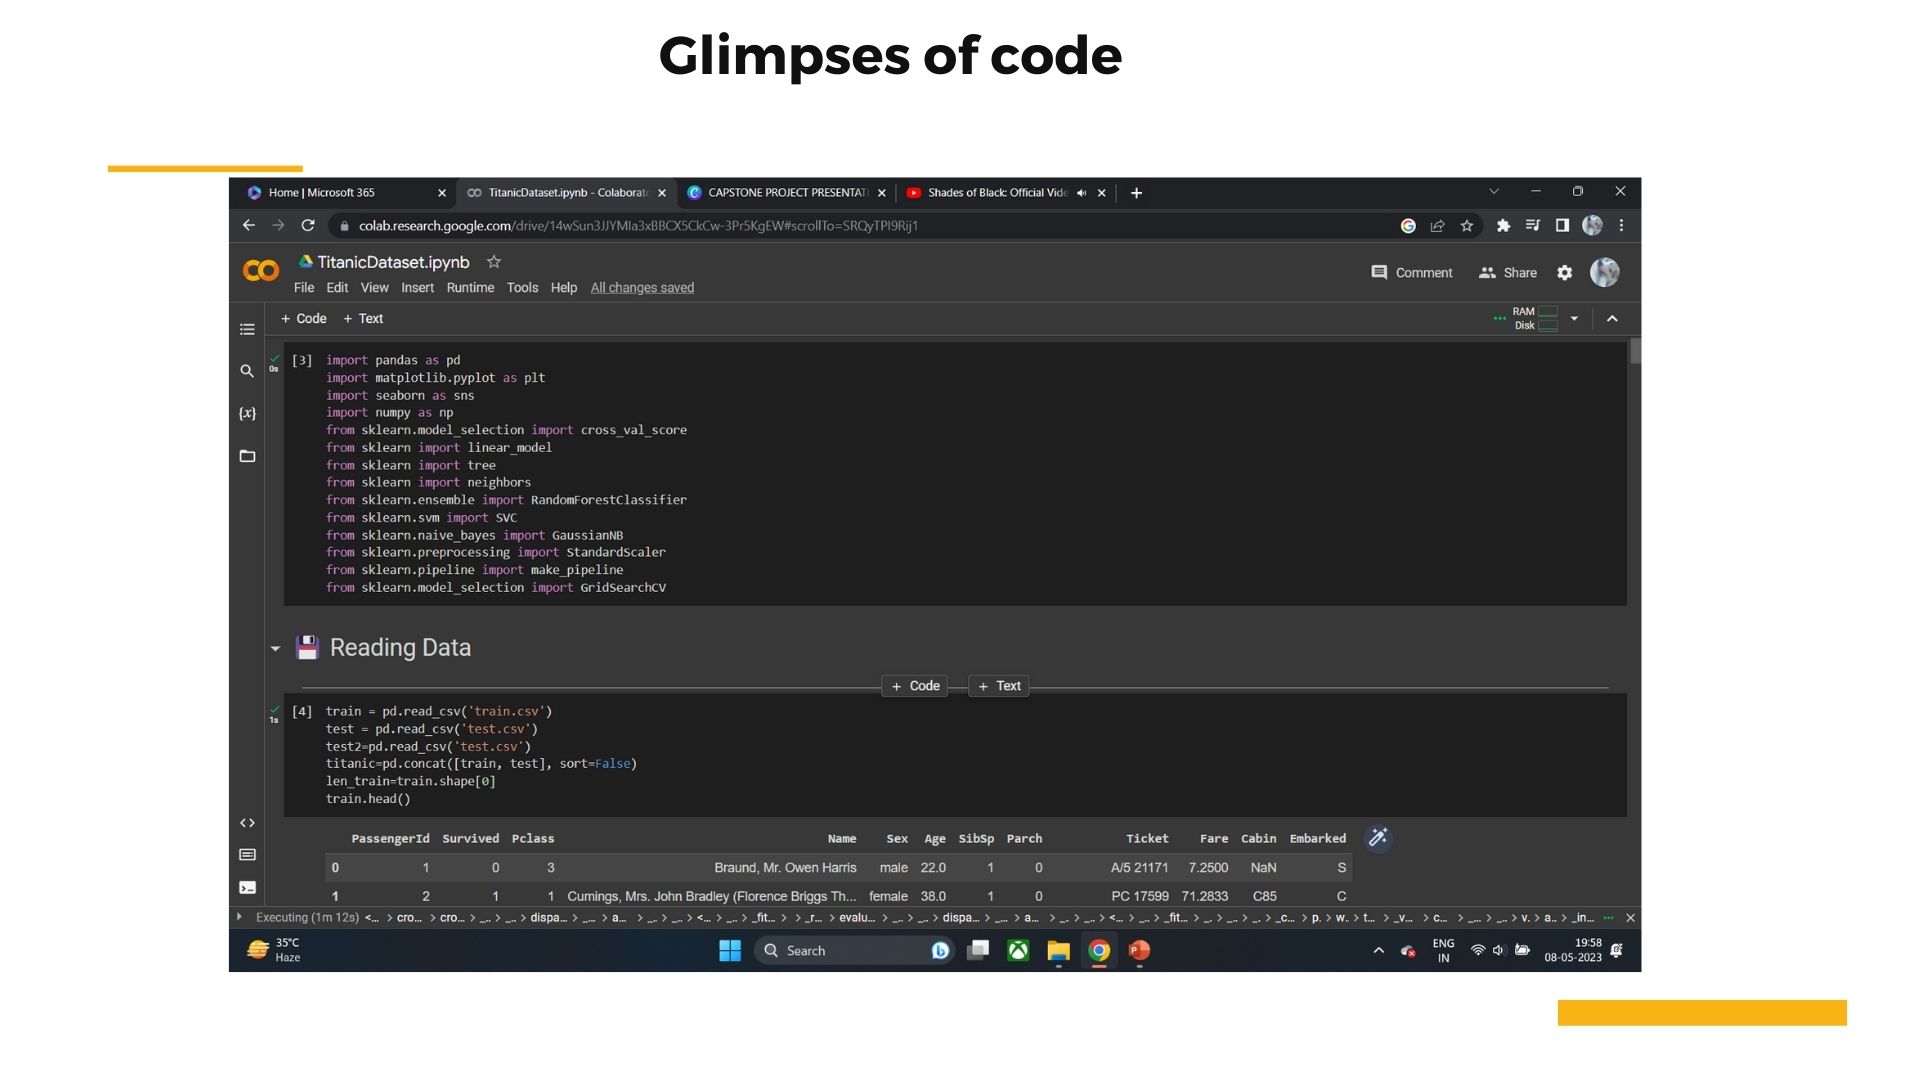 Glimpses of code
Home | Microsoft 365
TitanicDataset.ipynb - Colaborato
CAPSTONE PROJECT PRESENTAT
Shades of Black: Official Vide
colab.research.google.com/drive/14wSun3JJYMIa3xBBCX5CkCw-3Pr5KgEW#scrollTo=SRQyTPI9Rij1
TitanicDataset.ipynb
Comment Share
File Edit View Insert Runtime Tools Help All changes saved
+ Code + Text
RAM
Disk
[3] import pandas as pd
0s
import matplotlib.pyplot as plt
import seaborn as sns
import numpy as np
from sklearn.model_selection import cross_val_score
from sklearn import linear_model
from sklearn import tree
from sklearn import neighbors
from sklearn.ensemble import RandomForestClassifier
from sklearn.svm import SVC
from sklearn.naive_bayes import GaussianNB
from sklearn.preprocessing import StandardScaler
from sklearn.pipeline import make_pipeline
from sklearn.model_selection import GridSearchCV
Reading Data
+ Code + Text
[4] train = pd.read_csv('train.csv')
1s
test = pd.read_csv('test.csv')
test2=pd.read_csv('test.csv')
titanic=pd.concat([train, test], sort=False)
len_train=train.shape[0]
train.head()
PassengerId Survived Pclass Name Sex Age SibSp Parch Ticket Fare Cabin Embarked
0 1 0 3 Braund, Mr. Owen Harris male 22.0 1 0 A/5 21171 7.2500 NaN S
1 2 1 1 Cumings, Mrs. John Bradley (Florence Briggs Th... female 38.0 1 0 PC 17599 71.2833 C85 C
Executing (1m 12s) <... > cro... > cro... > _.. > _.. > dispa... > _... > a... > _.. > _.. > <... > _.. > _fit... > > _r... > evalu... > _.. > _.. > dispa... > _... > a... > _.. > _.. > <... > _.. > _fit... > _. > _.. > _. > _c... > p. > w.. > t... > _v... > c... > _... > _.. > v. > a.. > _in...
35°C
Haze
Search
ENG
IN
19:58
08-05-2023